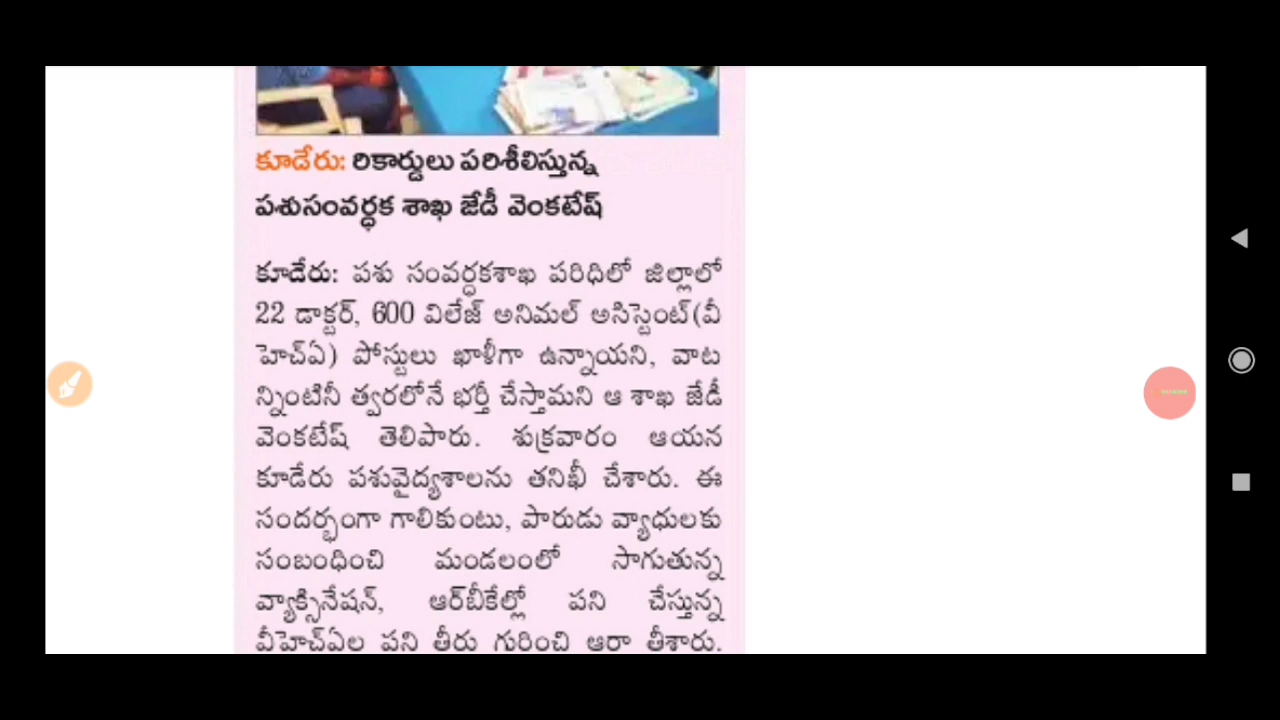 కూడేరు: రికార్డులు పరిశీలిస్తున్న
పశుసంవర్ధక శాఖ జేడీ వెంకటేష్
కూడేరు: పశు సంవర్ధకశాఖ పరిధిలో జిల్లాలో
22 డాక్టర్, 600 విలేజ్ అనిమల్ అసిస్టెంట్(వీ
హెచ్ఏ) పోస్టులు ఖాళీగా ఉన్నాయని, వాట
న్నింటినీ త్వరలోనే భర్తీ చేస్తామని ఆ శాఖ జేడీ
వెంకటేష్ తెలిపారు. శుక్రవారం ఆయన
కూడేరు పశువైద్యశాలను తనిఖీ చేశారు. ఈ
సందర్భంగా గాలికుంటు, పారుడు వ్యాధులకు
సంబంధించి మండలంలో సాగుతున్న
వ్యాక్సినేషన్, ఆర్‌బీకేల్లో పని చేస్తున్న
వీహెచ్ఏల పని తీరు గురించి ఆరా తీశారు.